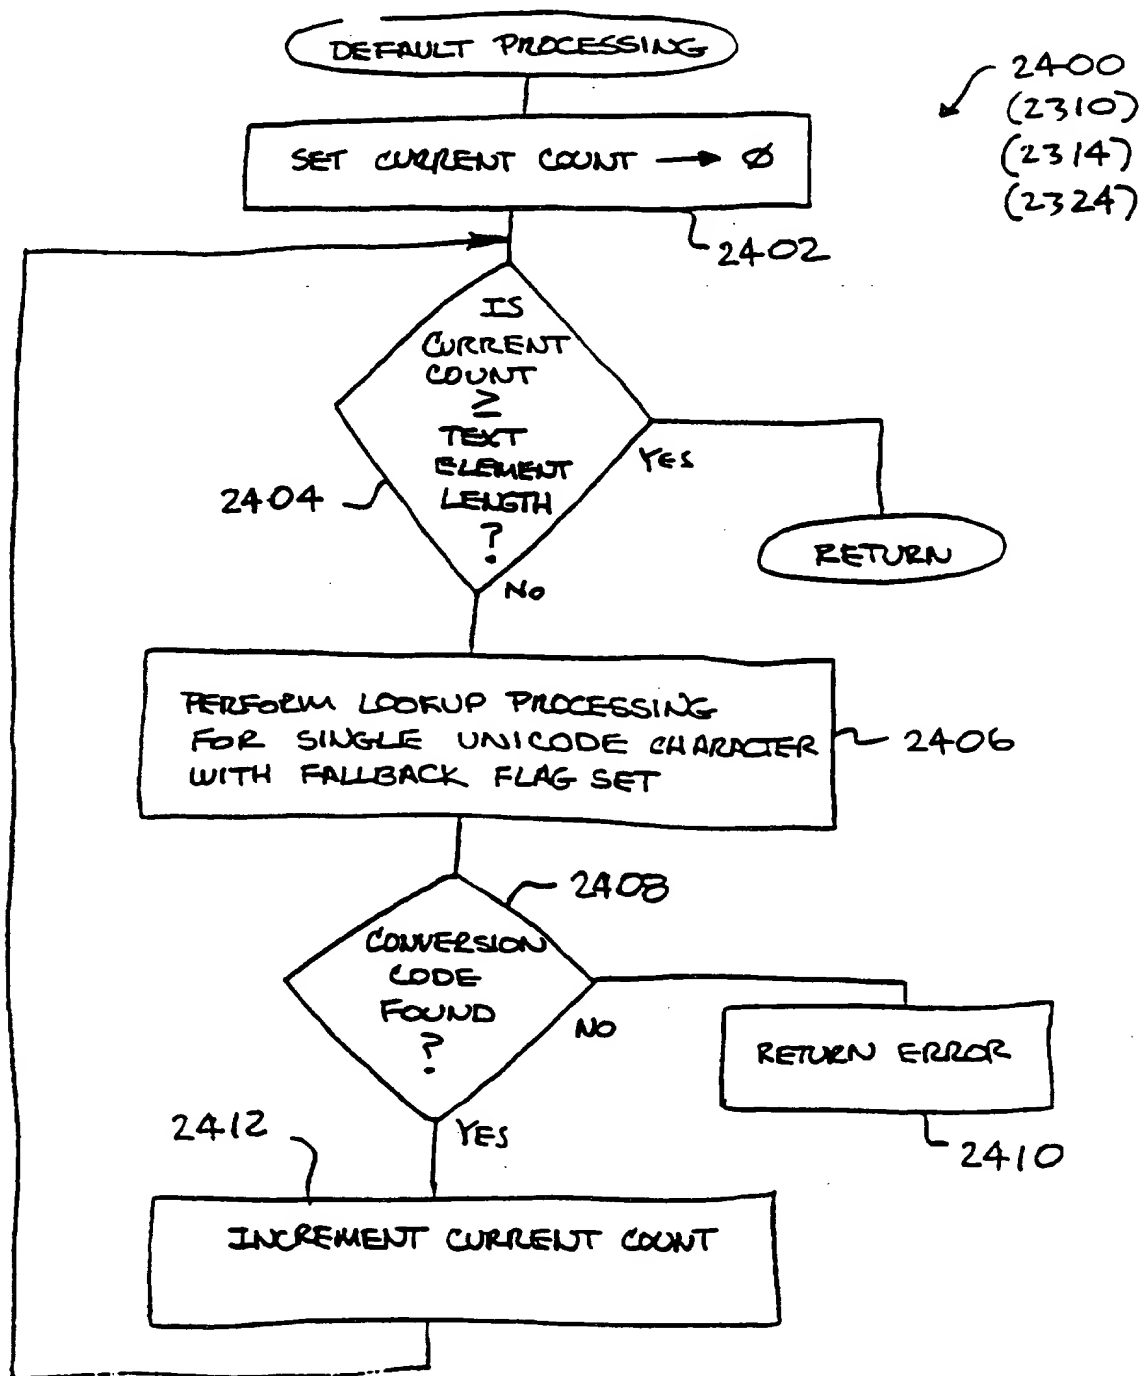 DEFAULT PROCESSING
2400
(2310)
(2314)
(2324)
SET CURRENT COUNT → Ø
2402
IS
CURRENT
COUNT
≥
TEXT
ELEMENT
LENGTH
?
YES
2404
RETURN
NO
PERFORM LOOKUP PROCESSING
FOR SINGLE UNICODE CHARACTER
WITH FALLBACK FLAG SET
2406
2408
CONVERSION
CODE
FOUND
?
NO
RETURN ERROR
2410
2412
YES
INCREMENT CURRENT COUNT